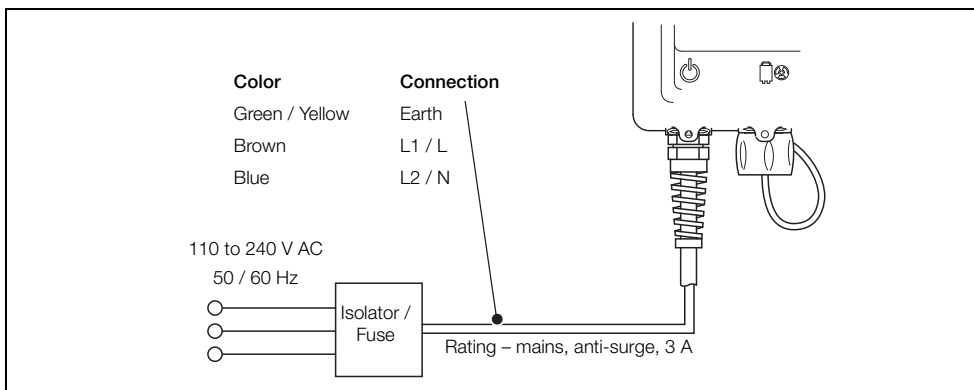 Color Connection
Green / Yellow Earth
Brown L1 / L
Blue L2 / N
110 to 240 V AC
50 / 60 Hz
Isolator /
Fuse
Rating – mains, anti-surge, 3 A